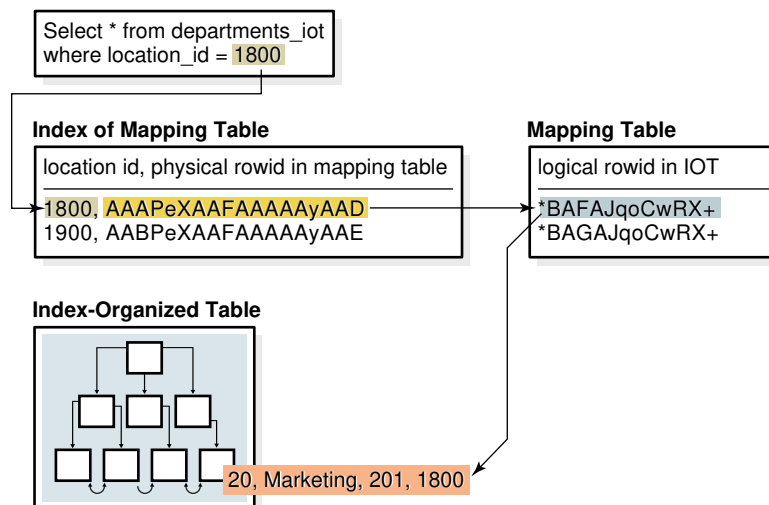 Select * from departments_iot
where location_id = 1800
Index of Mapping Table
location id, physical rowid in mapping table
1800, AAAPeXAAFAAAAAyAAD
1900, AABPeXAAFAAAAAyAAE
Mapping Table
logical rowid in IOT
*BAFAJqoCwRX+
*BAGAJqoCwRX+
Index-Organized Table
20, Marketing, 201, 1800